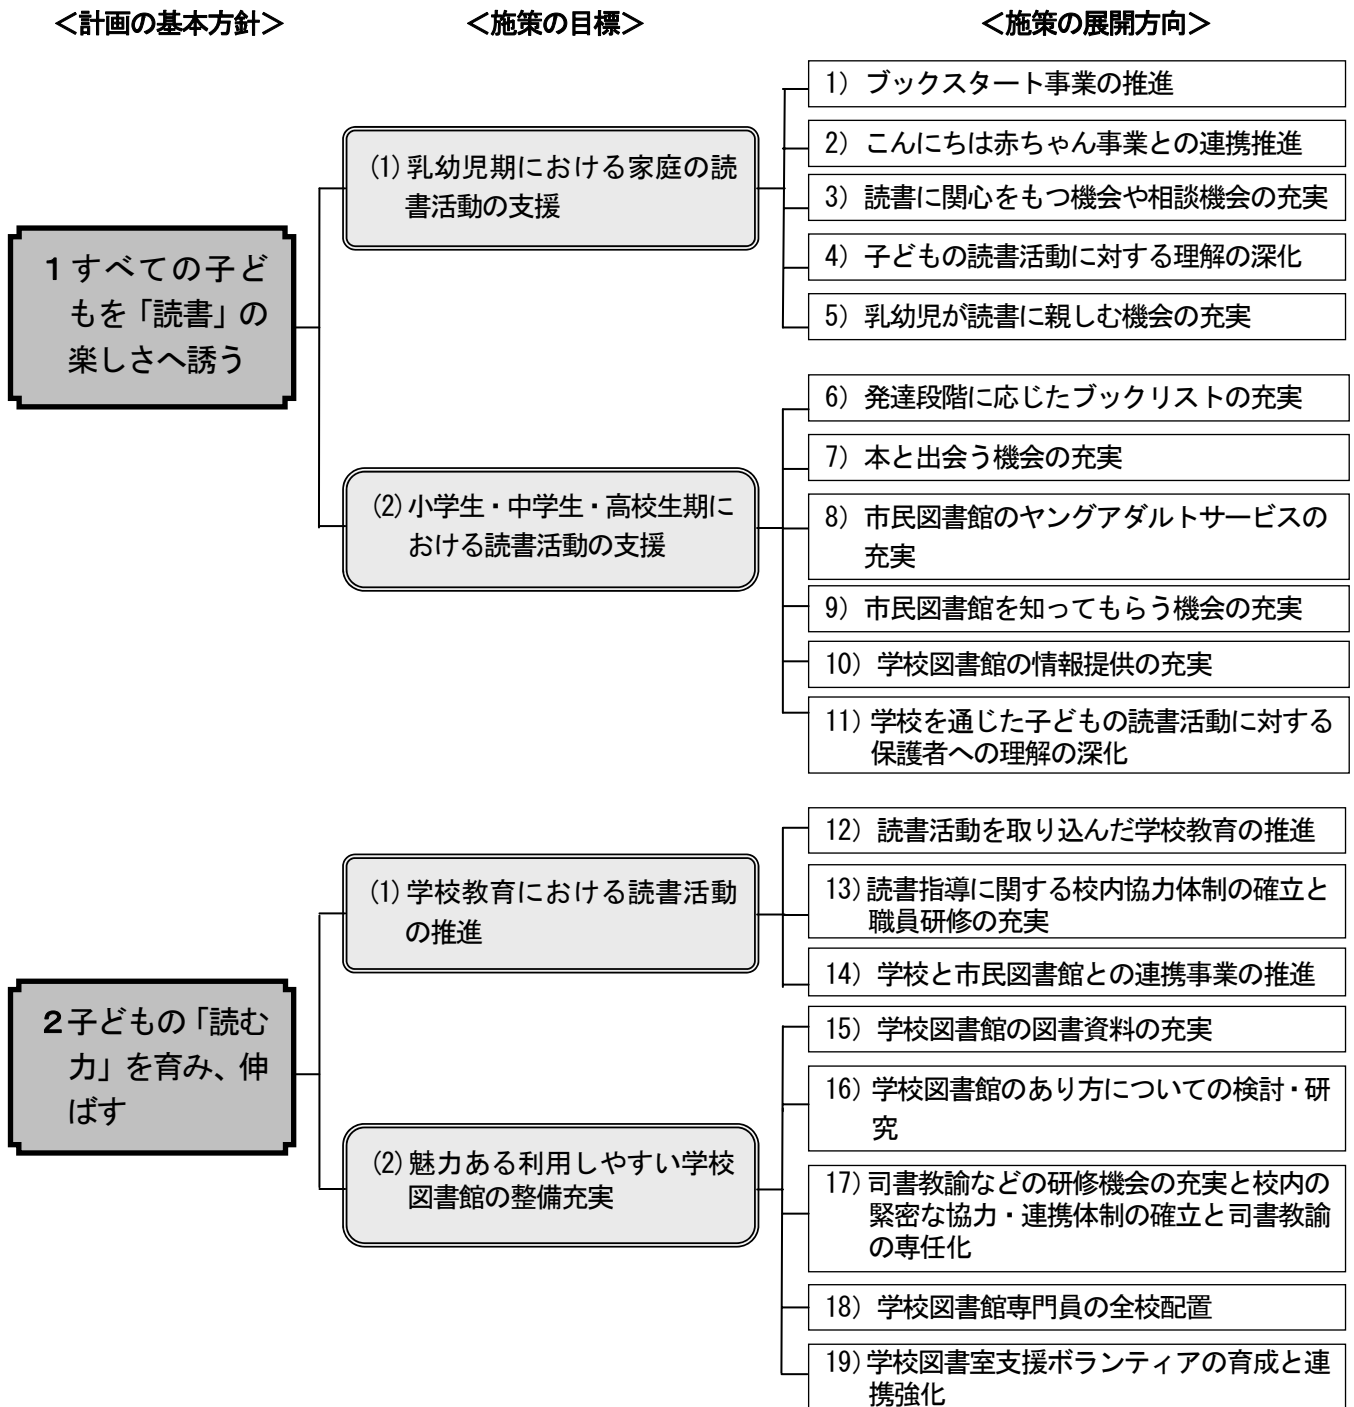 ＜計画の基本方針＞
＜施策の目標＞
＜施策の展開方向＞
1すべての子ど
もを「読書」の
楽しさへ誘う
(1)乳幼児期における家庭の読
書活動の支援
1）ブックスタート事業の推進
2）こんにちは赤ちゃん事業との連携推進
3）読書に関心をもつ機会や相談機会の充実
4）子どもの読書活動に対する理解の深化
5）乳幼児が読書に親しむ機会の充実
(2)小学生・中学生・高校生期に
おける読書活動の支援
6）発達段階に応じたブックリストの充実
7）本と出会う機会の充実
8）市民図書館のヤングアダルトサービスの
充実
9）市民図書館を知ってもらう機会の充実
10）学校図書館の情報提供の充実
11）学校を通じた子どもの読書活動に対する
保護者への理解の深化
2子どもの「読む
力」を育み、伸
ばす
(1)学校教育における読書活動
の推進
12）読書活動を取り込んだ学校教育の推進
13）読書指導に関する校内協力体制の確立と
職員研修の充実
14）学校と市民図書館との連携事業の推進
(2)魅力ある利用しやすい学校
図書館の整備充実
15）学校図書館の図書資料の充実
16）学校図書館のあり方についての検討・研
究
17）司書教諭などの研修機会の充実と校内の
緊密な協力・連携体制の確立と司書教諭
の専任化
18）学校図書館専門員の全校配置
19）学校図書室支援ボランティアの育成と連
携強化